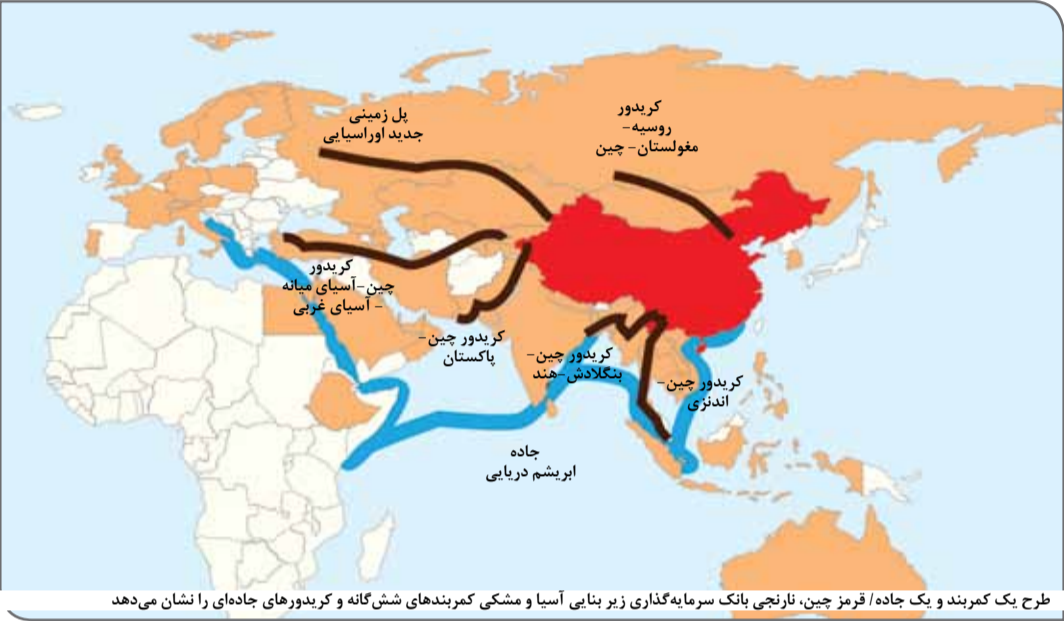 پل زمینی
جدید اوراسیایی
کریدور
روسیه-
مغولستان- چین
کریدور
چین-آسیای میانه
- آسیای غربی
کریدور چین-
پاکستان
کریدور چین-
بنگلادش-هند
کریدور چین-
اندنزی
جاده
ابریشم دریایی
طرح یک کمربند و یک جاده/ قرمز چین، نارنجی بانک سرمایه‌گذاری زیر بنایی آسیا و مشکی کمربندهای شش‌گانه و کریدورهای جاده‌ای را نشان می‌دهد